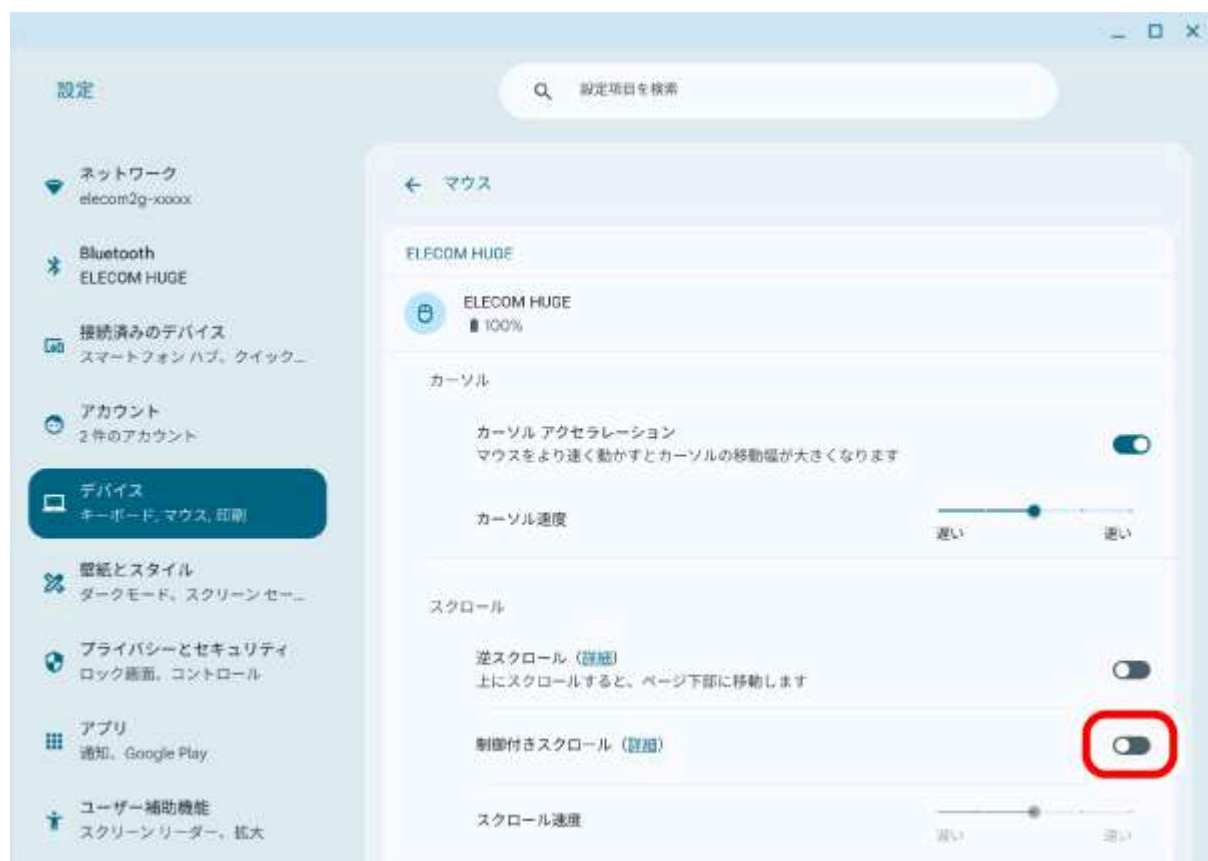 設定
設定項目を検索
ネットワーク
elecom2g-xxxxx
Bluetooth
ELECOM HUGE
接続済みのデバイス
スマートフォン ハブ、クイック...
アカウント
2 件のアカウント
デバイス
キーボード, マウス, 印刷
壁紙とスタイル
ダークモード、スクリーン セー...
プライバシーとセキュリティ
ロック画面、コントロール
アプリ
通知、Google Play
ユーザー補助機能
スクリーン リーダー、拡大
マウス
ELECOM HUGE
ELECOM HUGE
100%
カーソル
カーソル アクセラレーション
マウスをより速く動かすとカーソルの移動幅が大きくなります
カーソル速度
遅い 速い
スクロール
逆スクロール（詳細）
上にスクロールすると、ページ下部に移動します
制御付きスクロール（詳細）
スクロール速度
遅い 速い